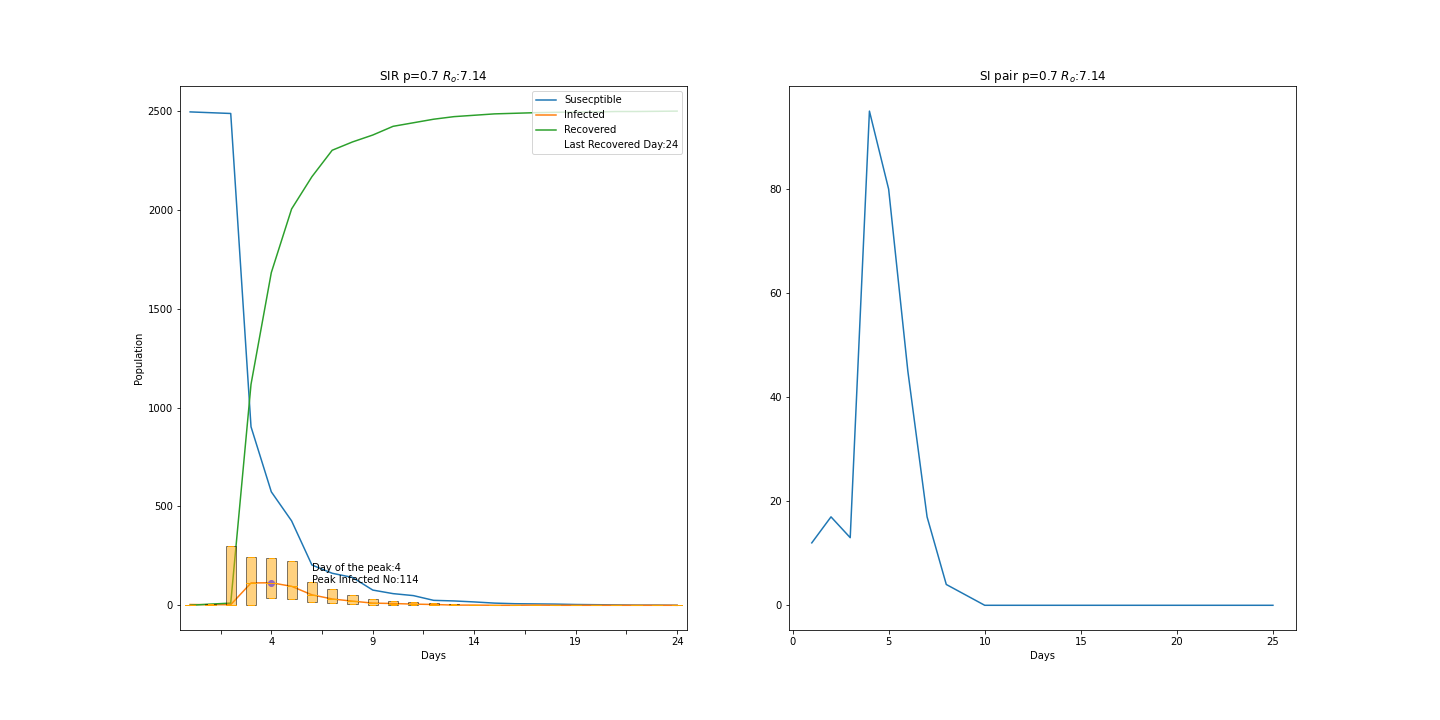 SIR p=0.7 Ro:7.14
Susecptible
Infected
Recovered
Last Recovered Day:24
2500
2000
1500
1000
500
0
Population
Day of the peak:4
Peak Infected No:114
4 9 14 19 24
Days
SI pair p=0.7 Ro:7.14
80
60
40
20
0
0 5 10 15 20 25
Days